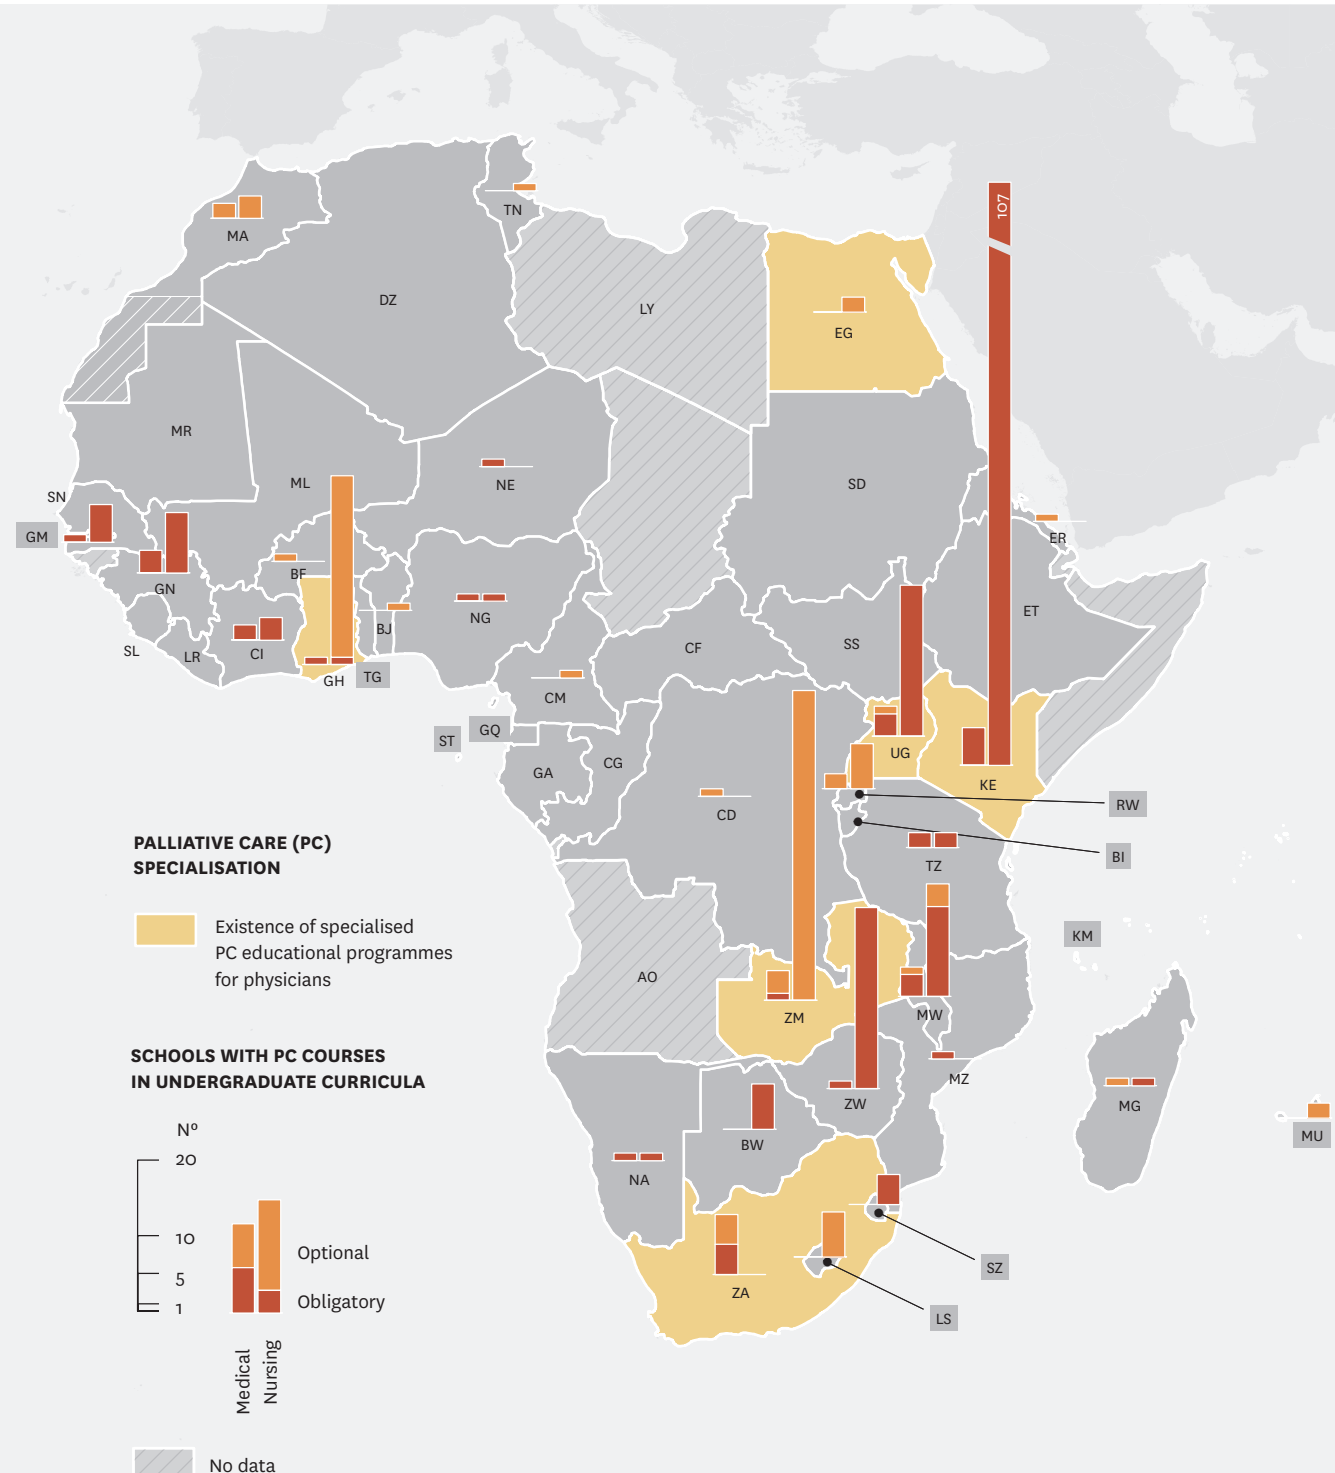 107
TN
MA
DZ
LY
EG
MR
SN
ML
NE
SD
GM
ER
BF
GN
NG
ET
BJ
SL
LR
CI
CF
SS
GH
TG
CM
ST
GQ
UG
GA
CG
KE
RW
CD
BI
TZ
KM
AO
ZM
MW
MZ
ZW
MG
BW
MU
NA
SZ
ZA
LS
PALLIATIVE CARE (PC)
SPECIALISATION
Existence of specialised
PC educational programmes
for physicians
SCHOOLS WITH PC COURSES
IN UNDERGRADUATE CURRICULA
Nº
20
10
5
1
Optional
Obligatory
Medical
Nursing
No data